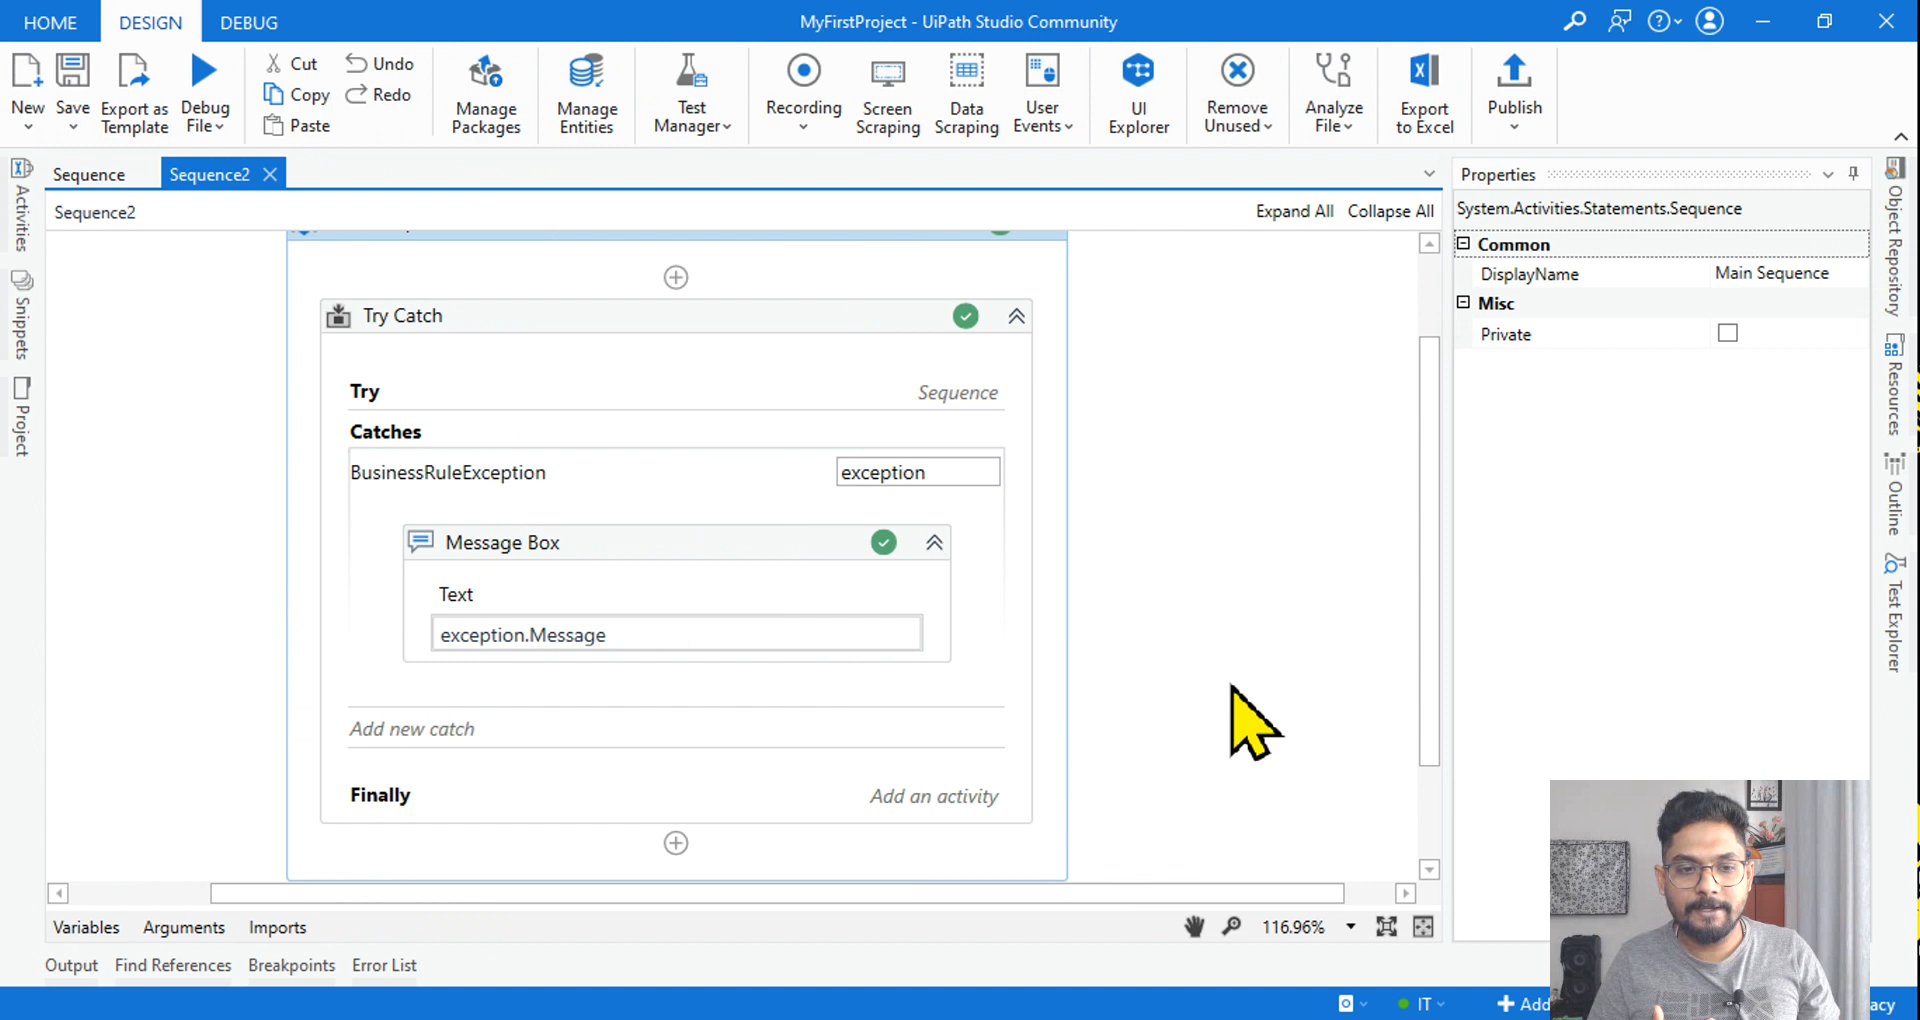 HOME DESIGN DEBUG MyFirstProject - UiPath Studio Community
New
Save
Export as
Template
Debug
File
Cut
Copy
Paste
Undo
Redo
Manage
Packages
Manage
Entities
Test
Manager
Recording
Screen
Scraping
Data
Scraping
User
Events
UI
Explorer
Remove
Unused
Analyze
File
Export
to Excel
Publish
Activities
Snippets
Project
Sequence Sequence2
Sequence2 Expand All Collapse All
Try Catch
Try Sequence
Catches
BusinessRuleException exception
Message Box
Text
exception.Message
Add new catch
Finally Add an activity
Variables Arguments Imports 116.96%
Output Find References Breakpoints Error List
Properties
System.Activities.Statements.Sequence
Common
DisplayName Main Sequence
Misc
Private
Object Repository
Resources
Outline
Test Explorer
IT